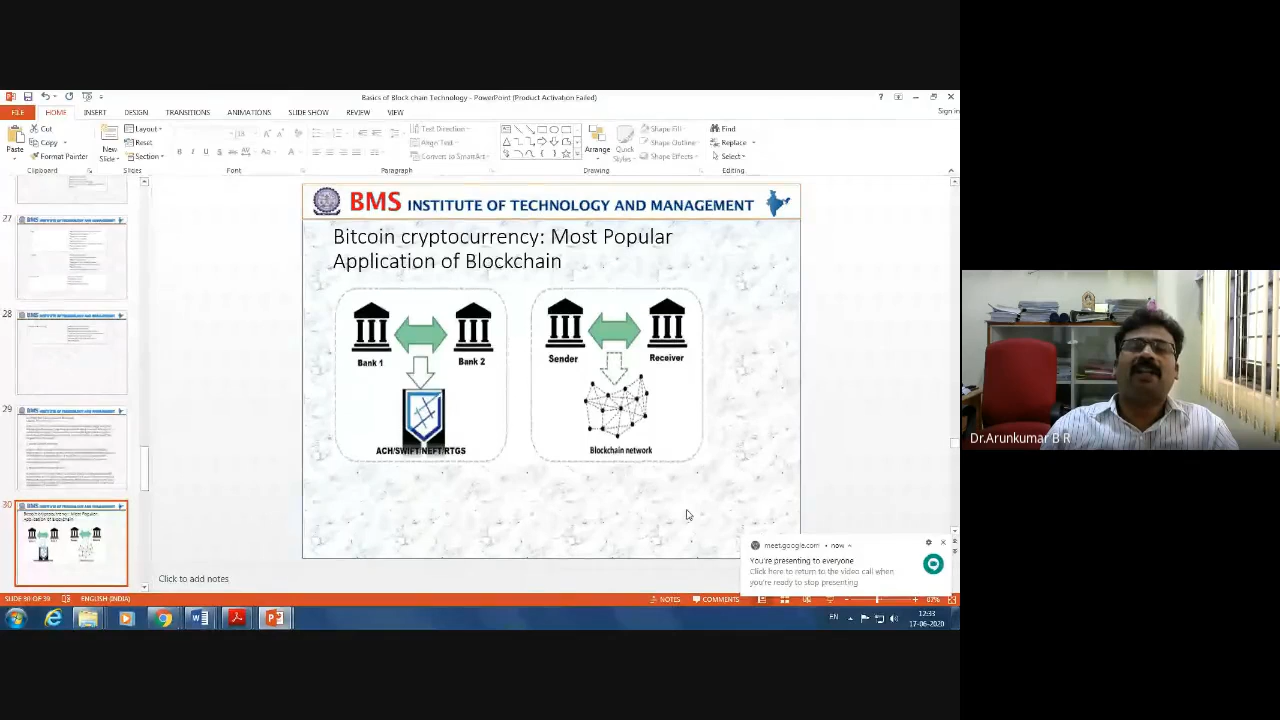 Basics of Block chain Technology - PowerPoint (Product Activation Failed)
Sign in
FILE HOME INSERT DESIGN TRANSITIONS ANIMATIONS SLIDE SHOW REVIEW VIEW
Paste
Cut
Copy
Format Painter
Clipboard
New
Slide
Layout
Reset
Section
Slides
Font
Text Direction
Align Text
Convert to SmartArt
Paragraph
Arrange
Quick
Styles
Shape Fill
Shape Outline
Shape Effects
Drawing
Find
Replace
Select
Editing
27
28
29
30
BMS INSTITUTE OF TECHNOLOGY AND MANAGEMENT
Bitcoin cryptocurrecy: Most Popular
Application of Blockchain
Bank 1
Bank 2
ACH/SWIFT/NEFT/RTGS
Sender
Receiver
Blockchain network
Dr.Arunkumar B R
meet.google.com • now
You're presenting to everyone
Click here to return to the video call when
you're ready to stop presenting
Click to add notes
SLIDE 30 OF 39 ENGLISH (INDIA)
NOTES COMMENTS
EN
12:33
17-06-2020